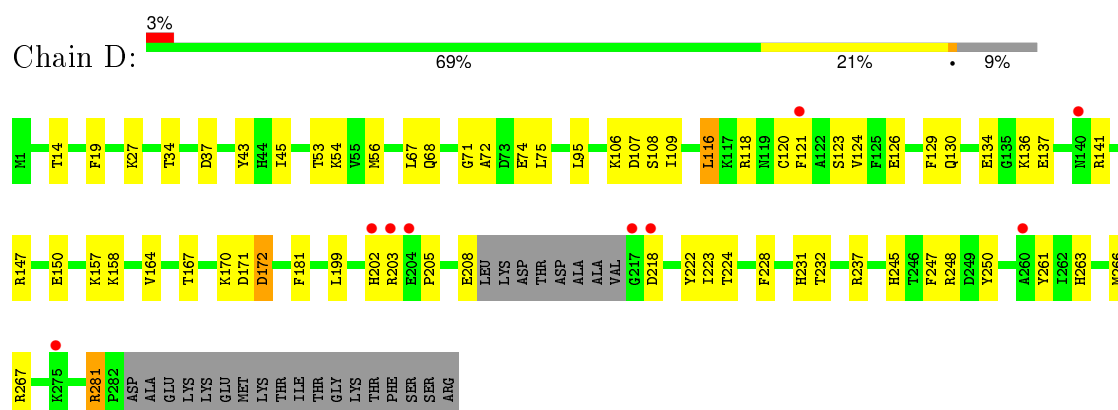 3%
Chain D:
69% 21% • 9%
M1 T14 F19 K27 T34 D37 Y43 H44 I45 T53 K54 V55 M56 L67 Q68 G71 A72 D73 E74 L75 L95 K106 D107 S108 I109 L116 K117 R118 N119 G120 F121 A122 S123 V124 F125 E126 F129 Q130 E134 G135 K136 E137 N140 R141
R147 E150 K157 K158 V164 T167 K170 D171 D172 F181 L199 H202 R203 E204 P205 E208 LEU LYS ASP THR ASP ALA ALA VAL G217 D218 Y222 I223 T224 F228 H231 T232 R237 H245 T246 F247 R248 D249 Y250 A260 Y261 I262 H263 M266
R267 K275 R281 P282 ASP ALA GLU LYS LYS GLU MET LYS THR ILE THR GLY LYS THR PHE SER SER ARG